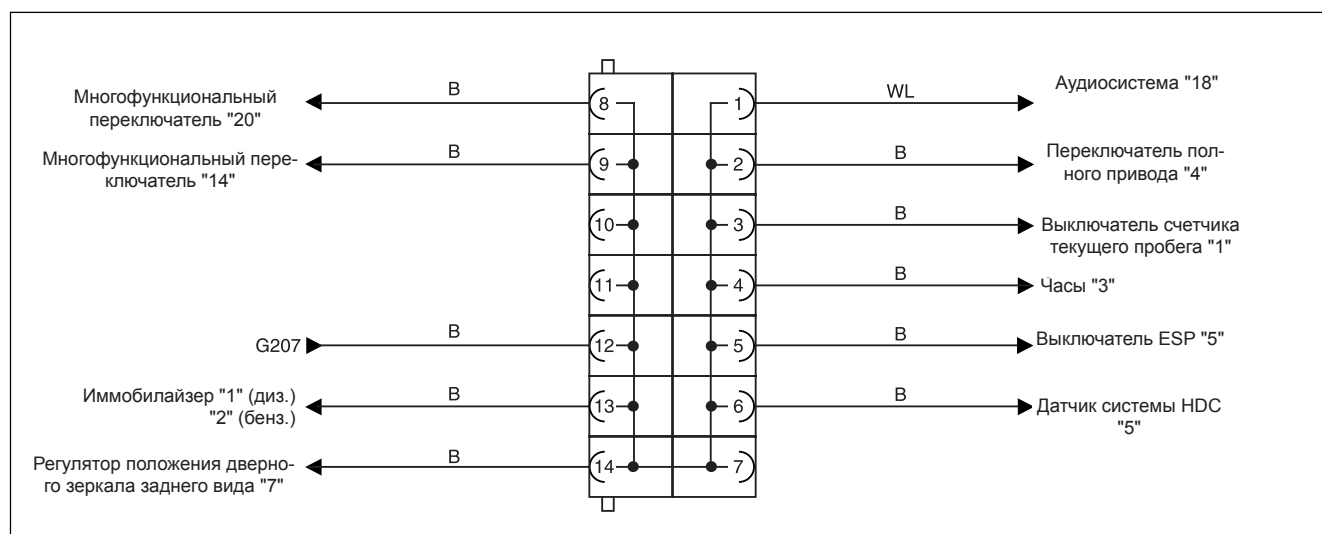 B
Многофункциональный
переключатель "20"
8
1
WL
Аудиосистема "18"
B
Многофункциональный пере-
ключатель "14"
9
2
B
Переключатель пол-
ного привода "4"
10
3
B
Выключатель счетчика
текущего пробега "1"
11
4
B
Часы "3"
G207
B
12
5
B
Выключатель ESP "5"
Иммобилайзер "1" (диз.)
"2" (бенз.)
B
13
6
B
Датчик системы HDC
"5"
Регулятор положения дверно-
го зеркала заднего вида "7"
B
14
7